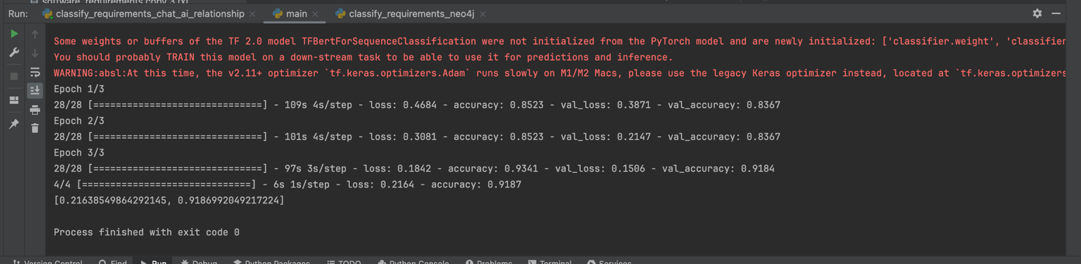 software_requirements copy 3.txt
Run: classify_requirements_chat_ai_relationship × main × classify_requirements_neo4j ×
Some weights or buffers of the TF 2.0 model TFBertForSequenceClassification were not initialized from the PyTorch model and are newly initialized: ['classifier.weight', 'classifier
You should probably TRAIN this model on a down-stream task to be able to use it for predictions and inference.
WARNING:absl:At this time, the v2.11+ optimizer `tf.keras.optimizers.Adam` runs slowly on M1/M2 Macs, please use the legacy Keras optimizer instead, located at `tf.keras.optimizers
Epoch 1/3
28/28 [==============================] - 109s 4s/step - loss: 0.4684 - accuracy: 0.8523 - val_loss: 0.3871 - val_accuracy: 0.8367
Epoch 2/3
28/28 [==============================] - 101s 4s/step - loss: 0.3081 - accuracy: 0.8523 - val_loss: 0.2147 - val_accuracy: 0.8367
Epoch 3/3
28/28 [==============================] - 97s 3s/step - loss: 0.1842 - accuracy: 0.9341 - val_loss: 0.1506 - val_accuracy: 0.9184
4/4 [==============================] - 6s 1s/step - loss: 0.2164 - accuracy: 0.9187
[0.21638549864292145, 0.9186992049217224]
Process finished with exit code 0
Version Control Find Run Debug Python Packages TODO Python Console Problems Terminal Services